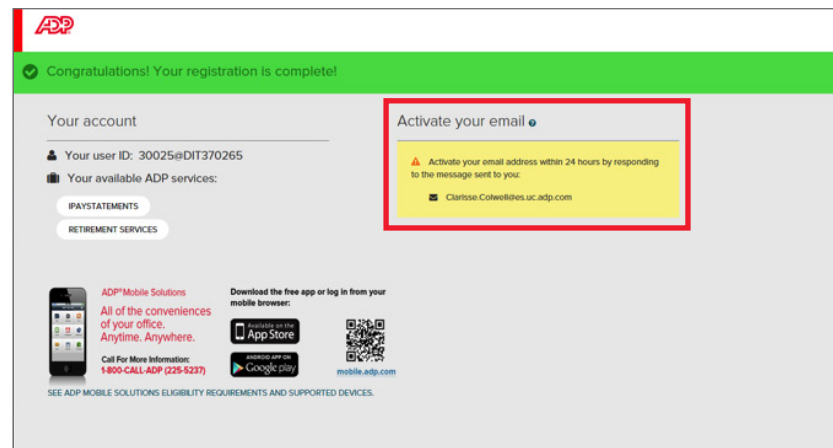 ADP
Congratulations! Your registration is complete!
Your account
Your user ID: 30025@DIT370265
Your available ADP services:
IPAYSTATEMENTS
RETIREMENT SERVICES
Activate your email
Activate your email address within 24 hours by responding
to the message sent to you:
Clarisse.Colwell@es.uc.adp.com
ADP® Mobile Solutions
All of the conveniences
of your office.
Anytime. Anywhere.
Call For More Information:
1-800-CALL-ADP (225-5237)
Download the free app or log in from your
mobile browser:
Available on the
App Store
ANDROID APP ON
Google play
mobile.adp.com
SEE ADP MOBILE SOLUTIONS ELIGIBILITY REQUIREMENTS AND SUPPORTED DEVICES.